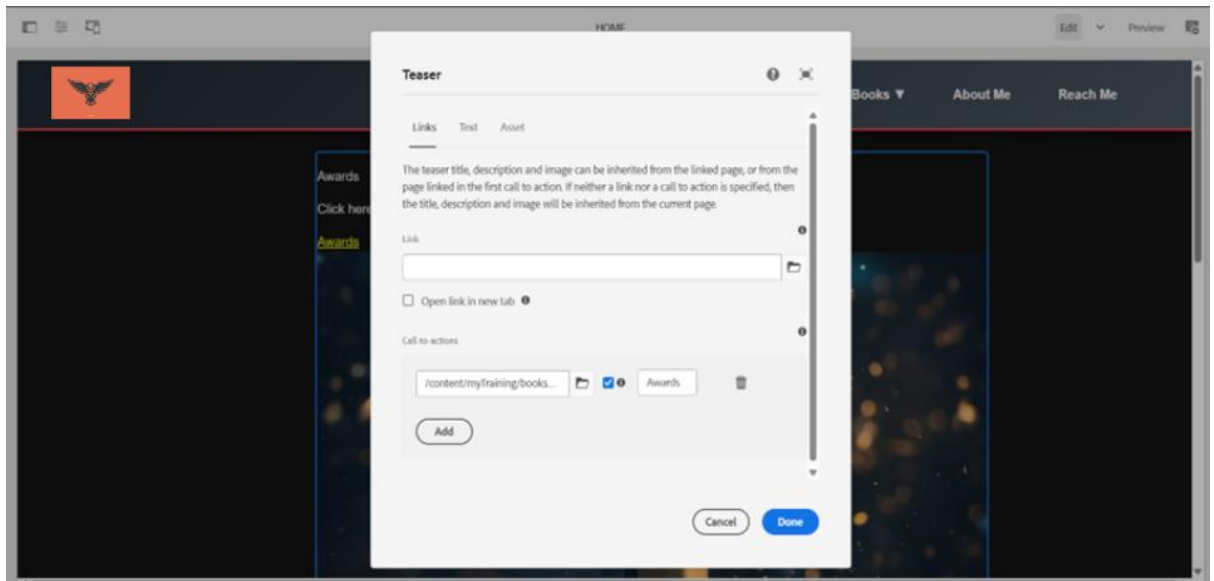 HOME
Edit
Preview
Teaser
Books ▼
About Me
Reach Me
Links Text Asset
The teaser title, description and image can be inherited from the linked page, or from the
page linked in the first call to action. If neither a link nor a call to action is specified, then
the title, description and image will be inherited from the current page.
Awards
Click here
Awards
Link
Open link in new tab
Call to actions
/content/myTraining/books...
Awards
Add
Cancel
Done